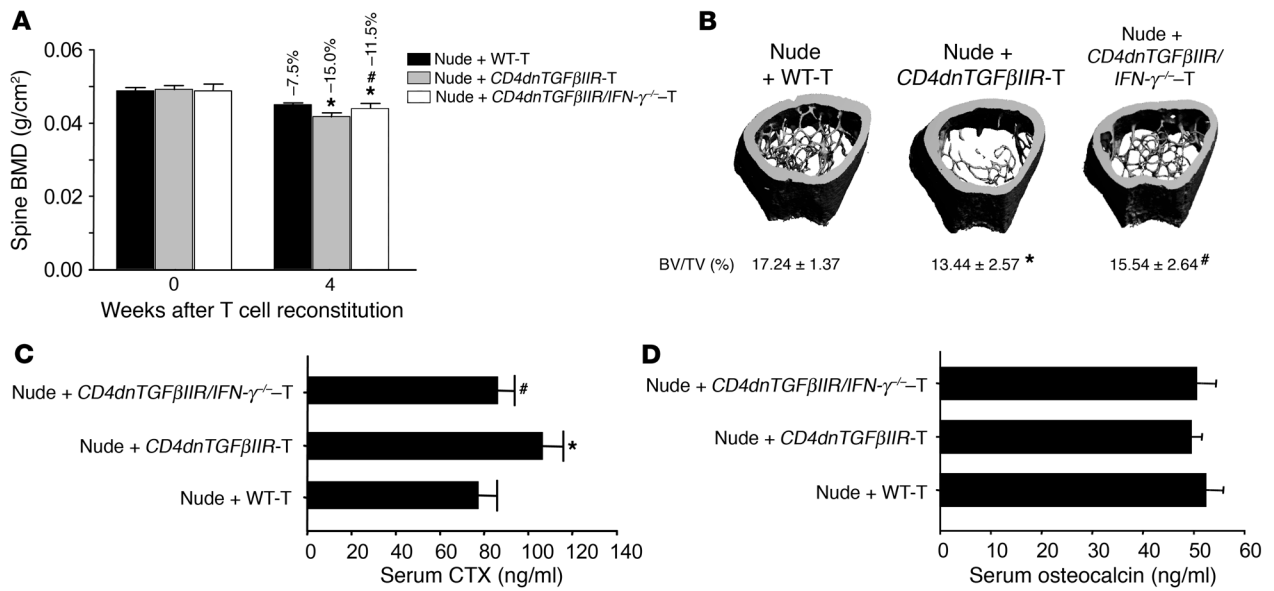 A
0.06
0.04
0.02
0.00
Spine BMD (g/cm²)
–7.5%
–15.0%
*
–11.5%
#
*
0
4
Weeks after T cell reconstitution
Nude + WT-T
Nude + CD4dnTGFβIIR-T
Nude + CD4dnTGFβIIR/IFN-γ⁻/⁻–T
B
Nude
+ WT-T
Nude +
CD4dnTGFβIIR-T
Nude +
CD4dnTGFβIIR/
IFN-γ⁻/⁻–T
BV/TV (%) 17.24 ± 1.37
13.44 ± 2.57 *
15.54 ± 2.64 #
C
Nude + CD4dnTGFβIIR/IFN-γ⁻/⁻–T
#
Nude + CD4dnTGFβIIR-T
*
Nude + WT-T
0 20 40 60 80 100 120 140
Serum CTX (ng/ml)
D
Nude + CD4dnTGFβIIR/IFN-γ⁻/⁻–T
Nude + CD4dnTGFβIIR-T
Nude + WT-T
0 10 20 30 40 50 60
Serum osteocalcin (ng/ml)